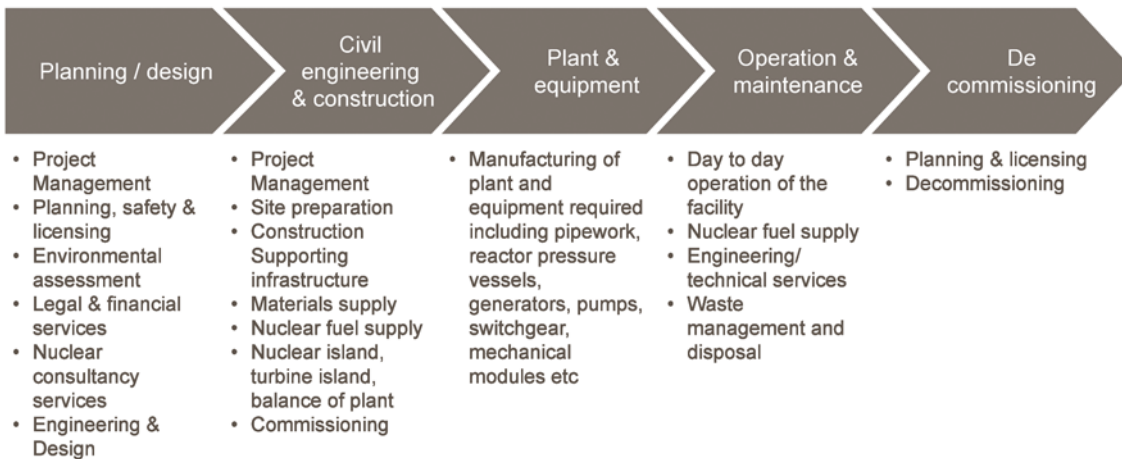 Planning / design
Civil
engineering
& construction
Plant &
equipment
Operation &
maintenance
De
commissioning
• Project
Management
• Planning, safety &
licensing
• Environmental
assessment
• Legal & financial
services
• Nuclear
consultancy
services
• Engineering &
Design
• Project
Management
• Site preparation
• Construction
Supporting
infrastructure
• Materials supply
• Nuclear fuel supply
• Nuclear island,
turbine island,
balance of plant
• Commissioning
• Manufacturing of
plant and
equipment required
including pipework,
reactor pressure
vessels,
generators, pumps,
switchgear,
mechanical
modules etc
• Day to day
operation of the
facility
• Nuclear fuel supply
• Engineering/
technical services
• Waste
management and
disposal
• Planning & licensing
• Decommissioning